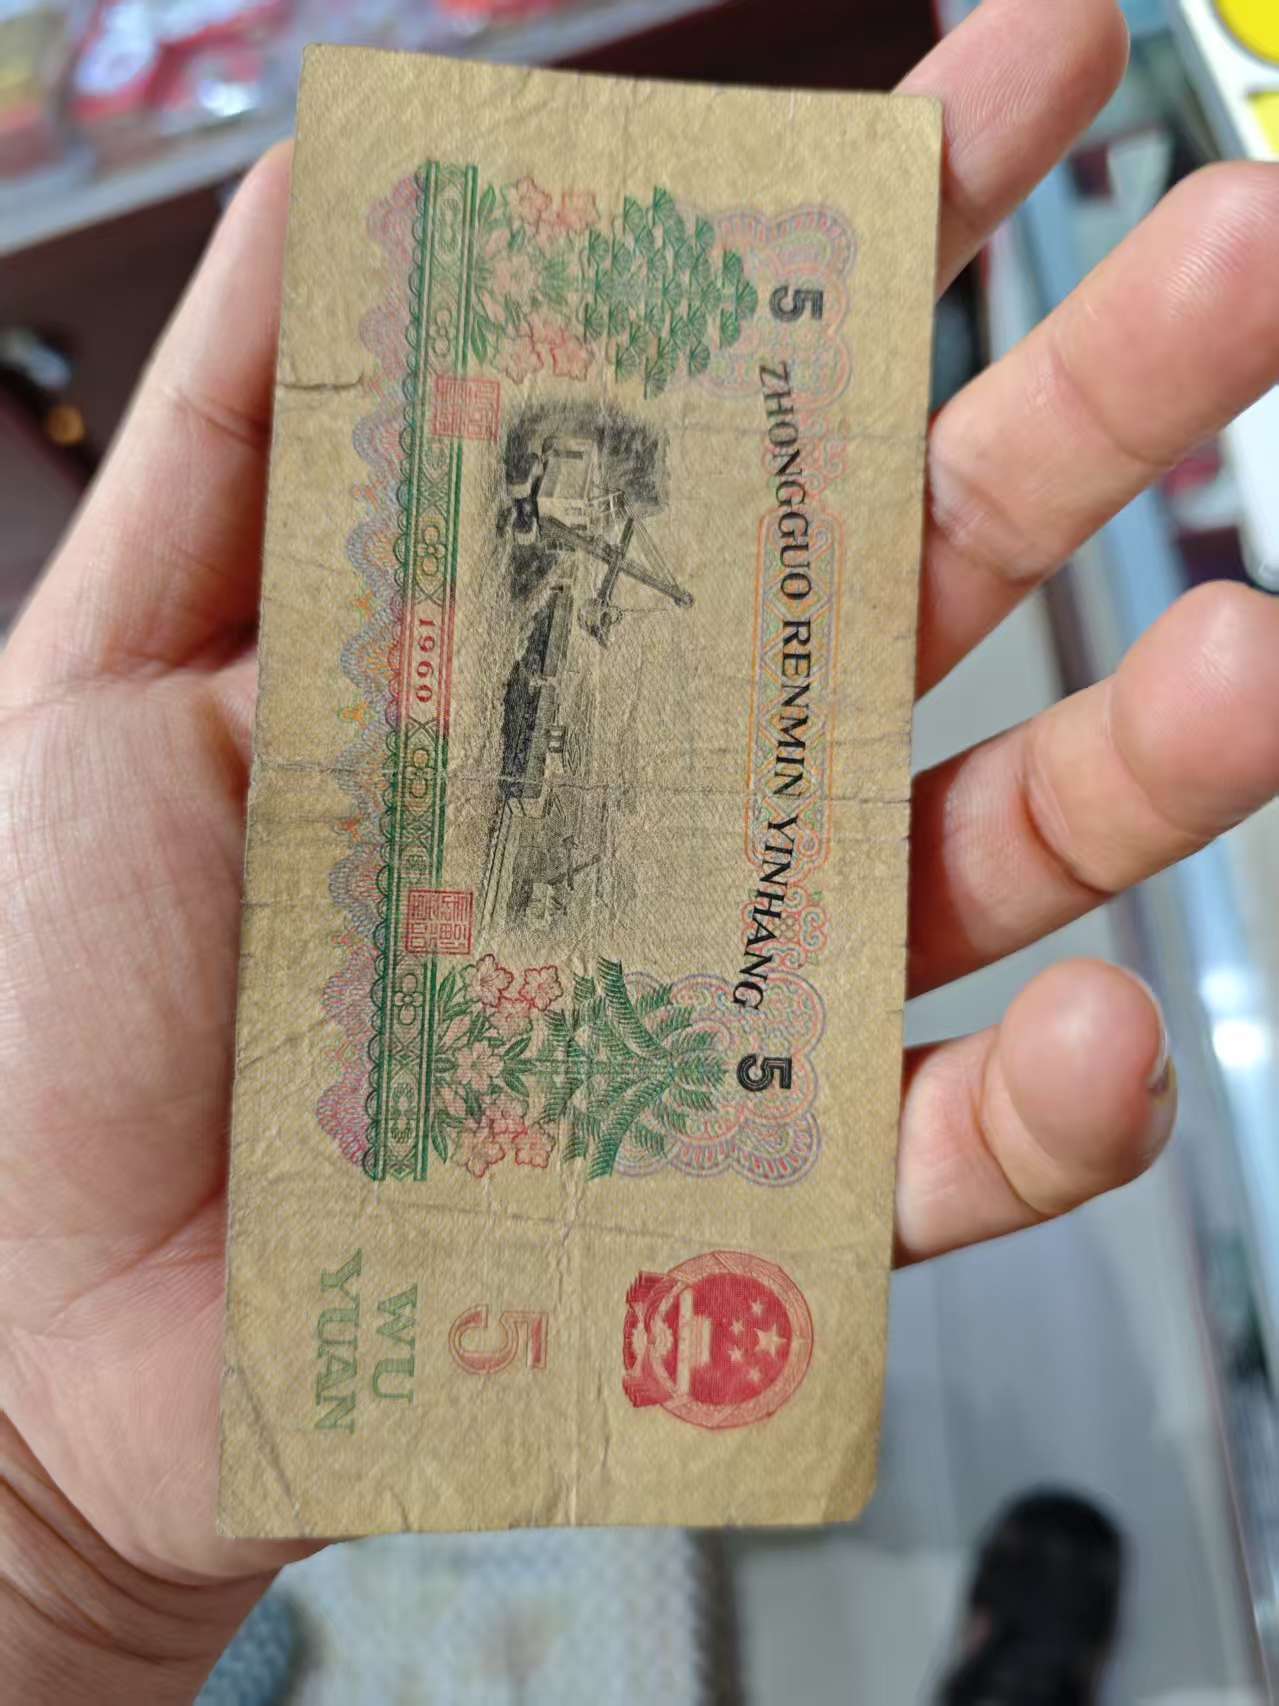 5 ZHONGGUO RENMIN YINHANG 5
1960
5
WU
YUAN